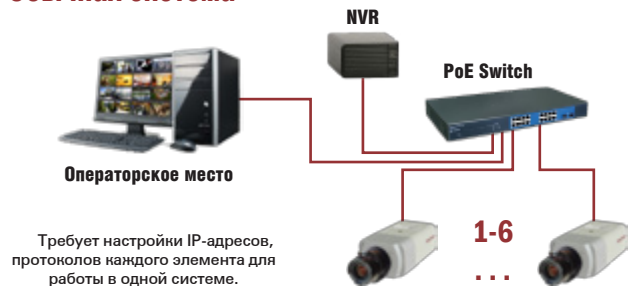 NVR
PoE Switch
Операторское место
1-6
...
Требует настройки IP-адресов,
протоколов каждого элемента для
работы в одной системе.